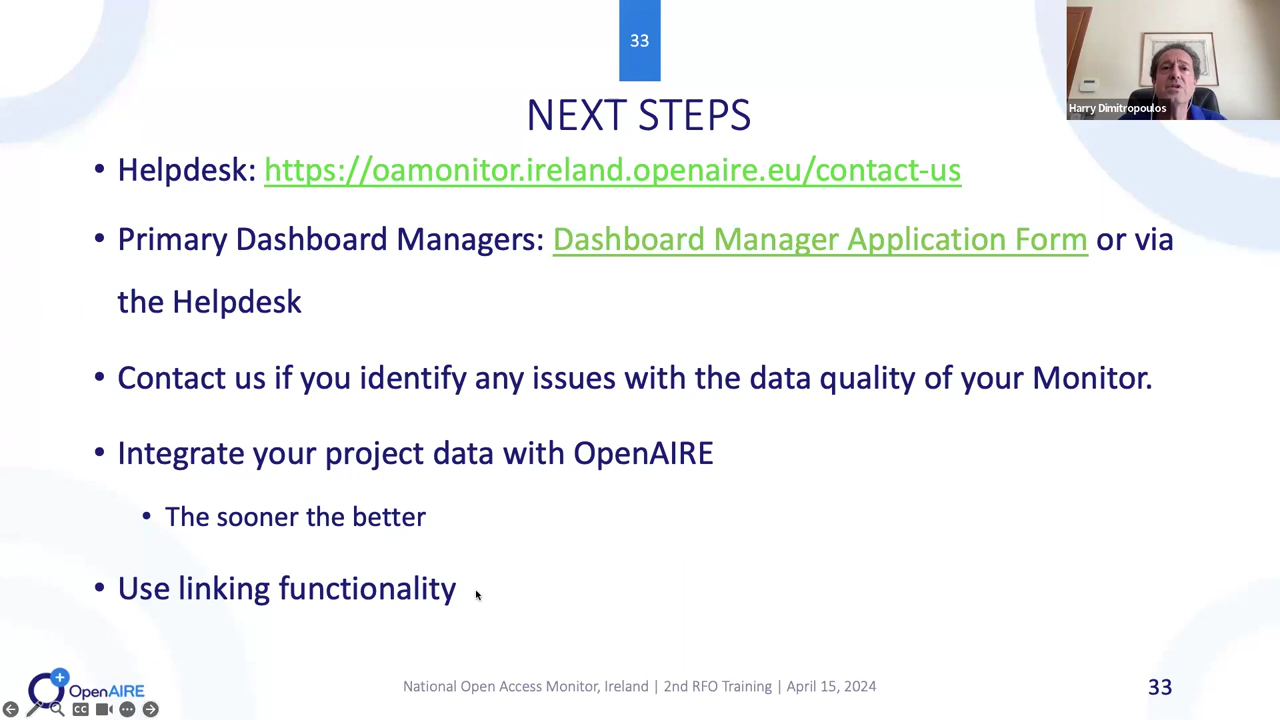 33
Harry Dimitropoulos
NEXT STEPS
• Helpdesk: https://oamonitor.ireland.openaire.eu/contact-us
• Primary Dashboard Managers: Dashboard Manager Application Form or via
the Helpdesk
• Contact us if you identify any issues with the data quality of your Monitor.
• Integrate your project data with OpenAIRE
• The sooner the better
• Use linking functionality
OpenAIRE
CC
National Open Access Monitor, Ireland | 2nd RFO Training | April 15, 2024
33